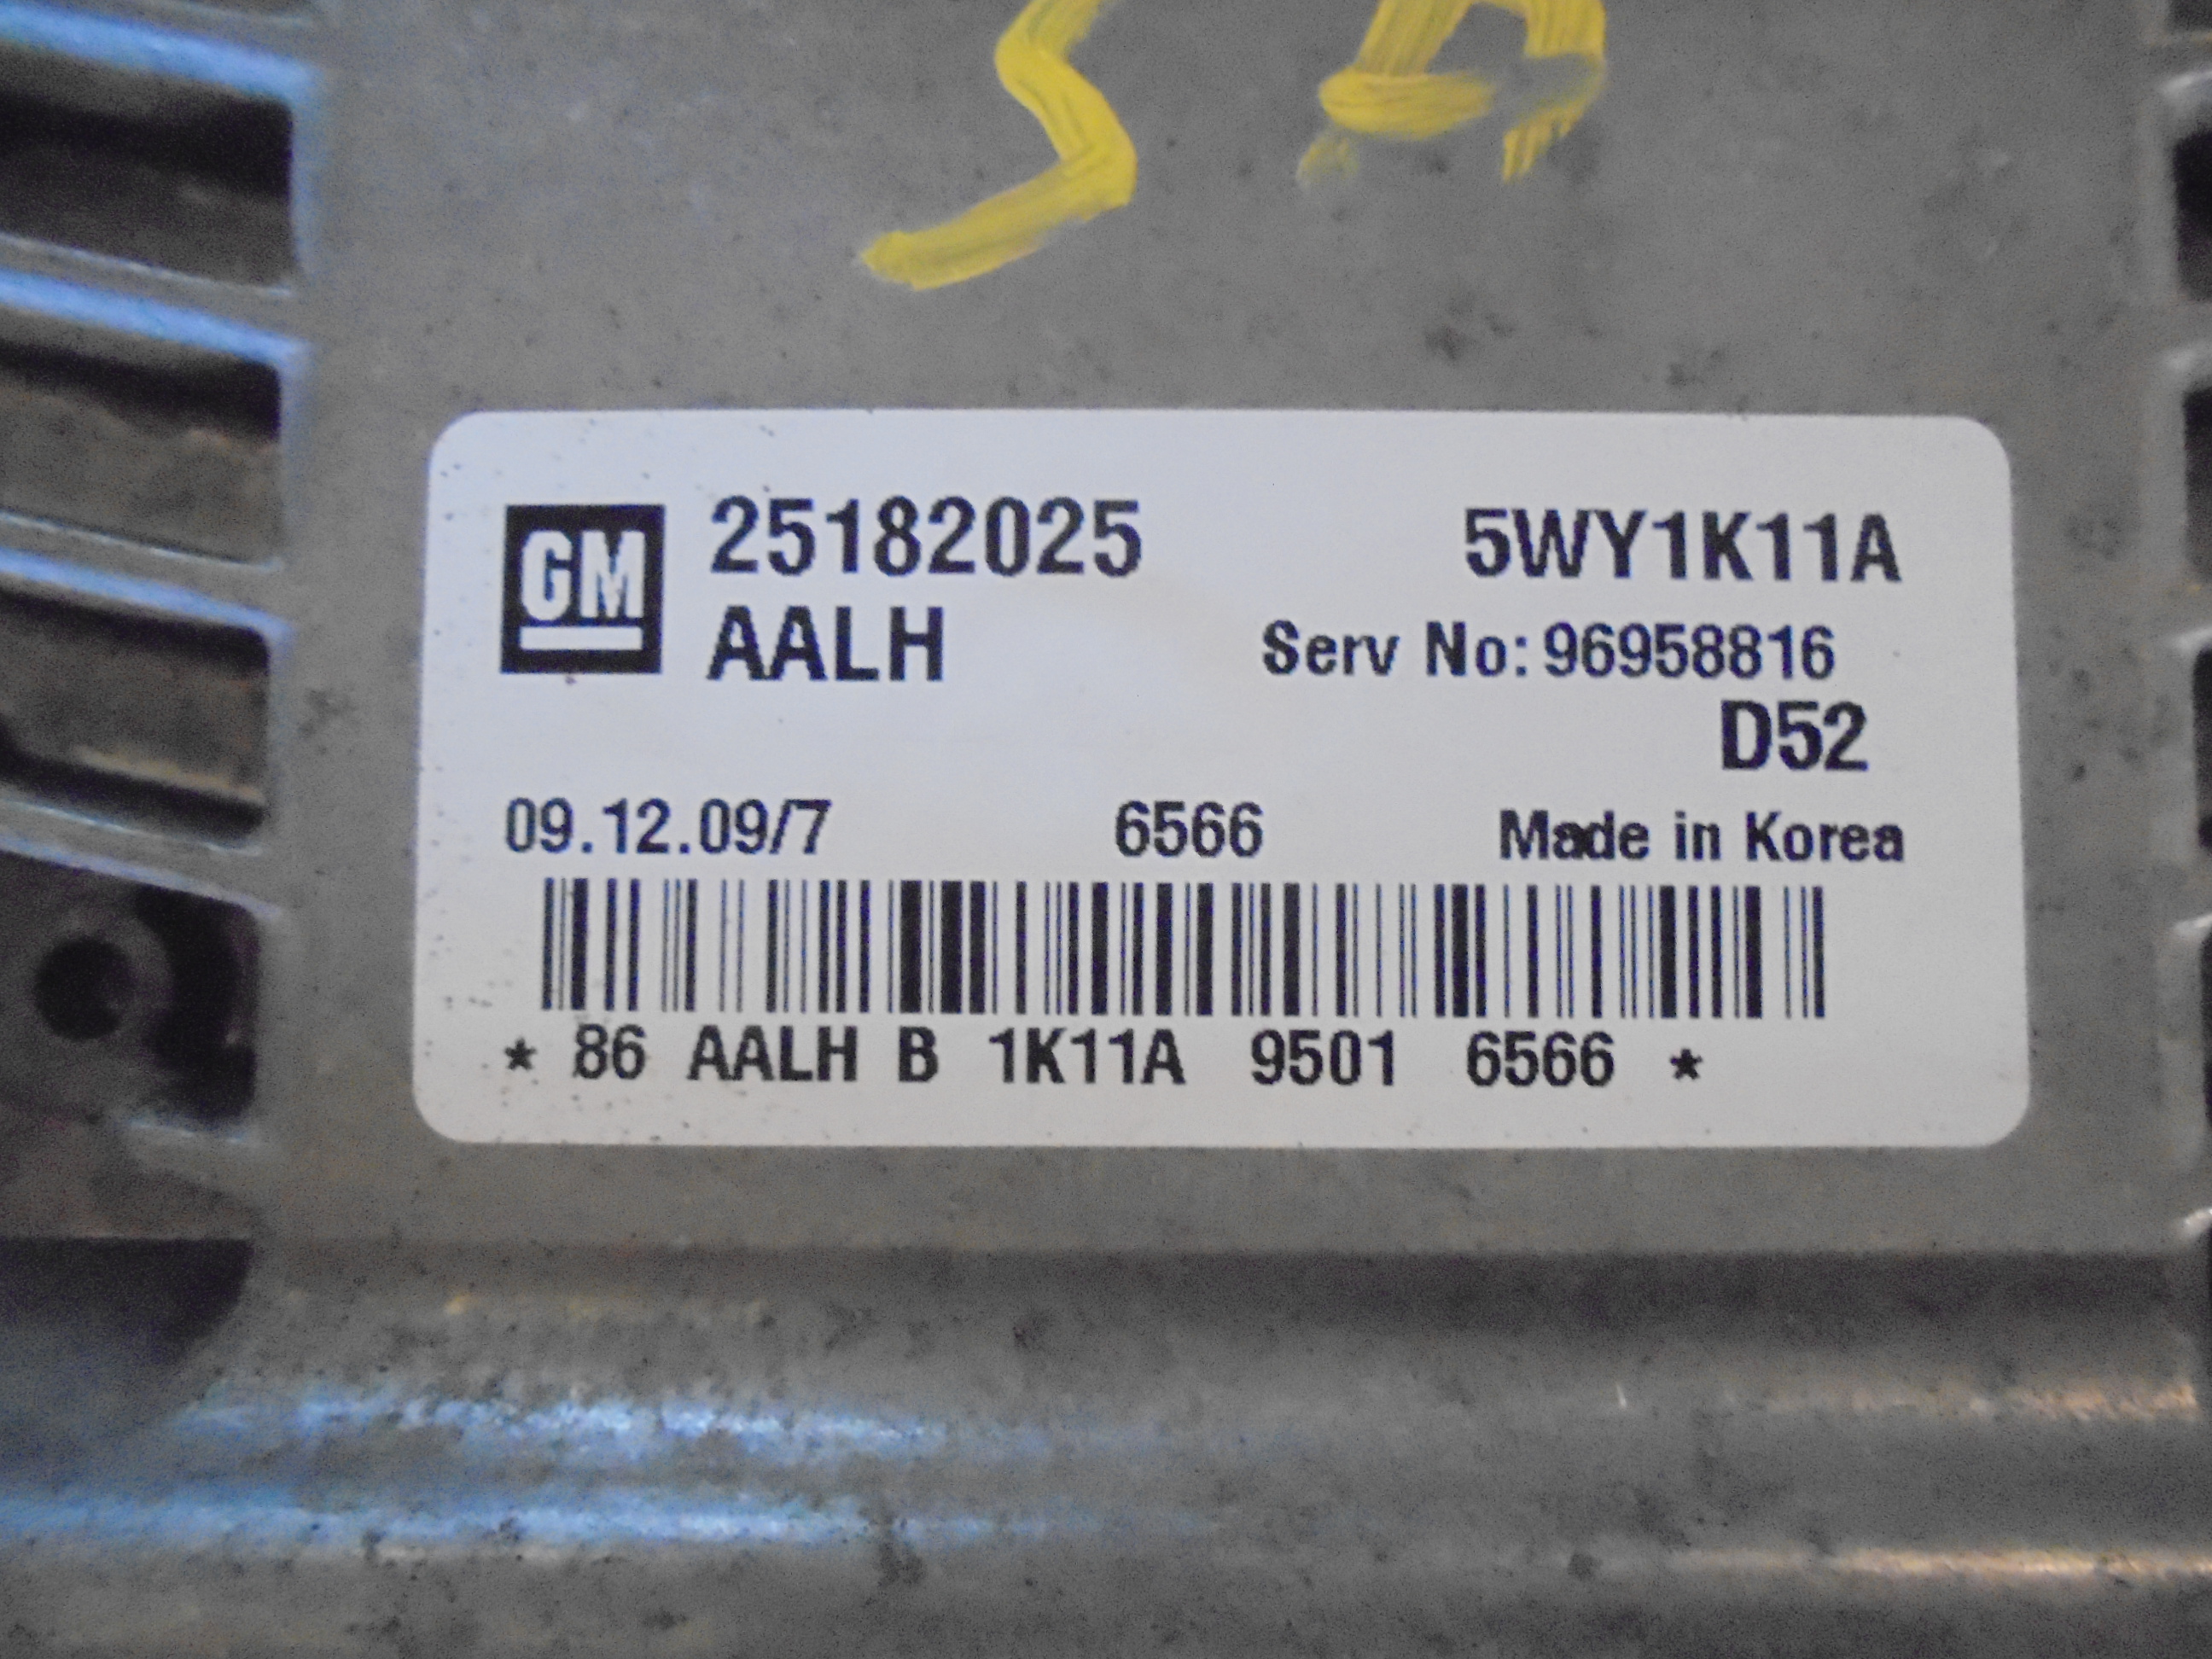 GM 25182025 5WY1K11A
AALH Serv No: 96958816
D52
09.12.09/7 6566 Made in Korea
* 86 AALH B 1K11A 9501 6566 *